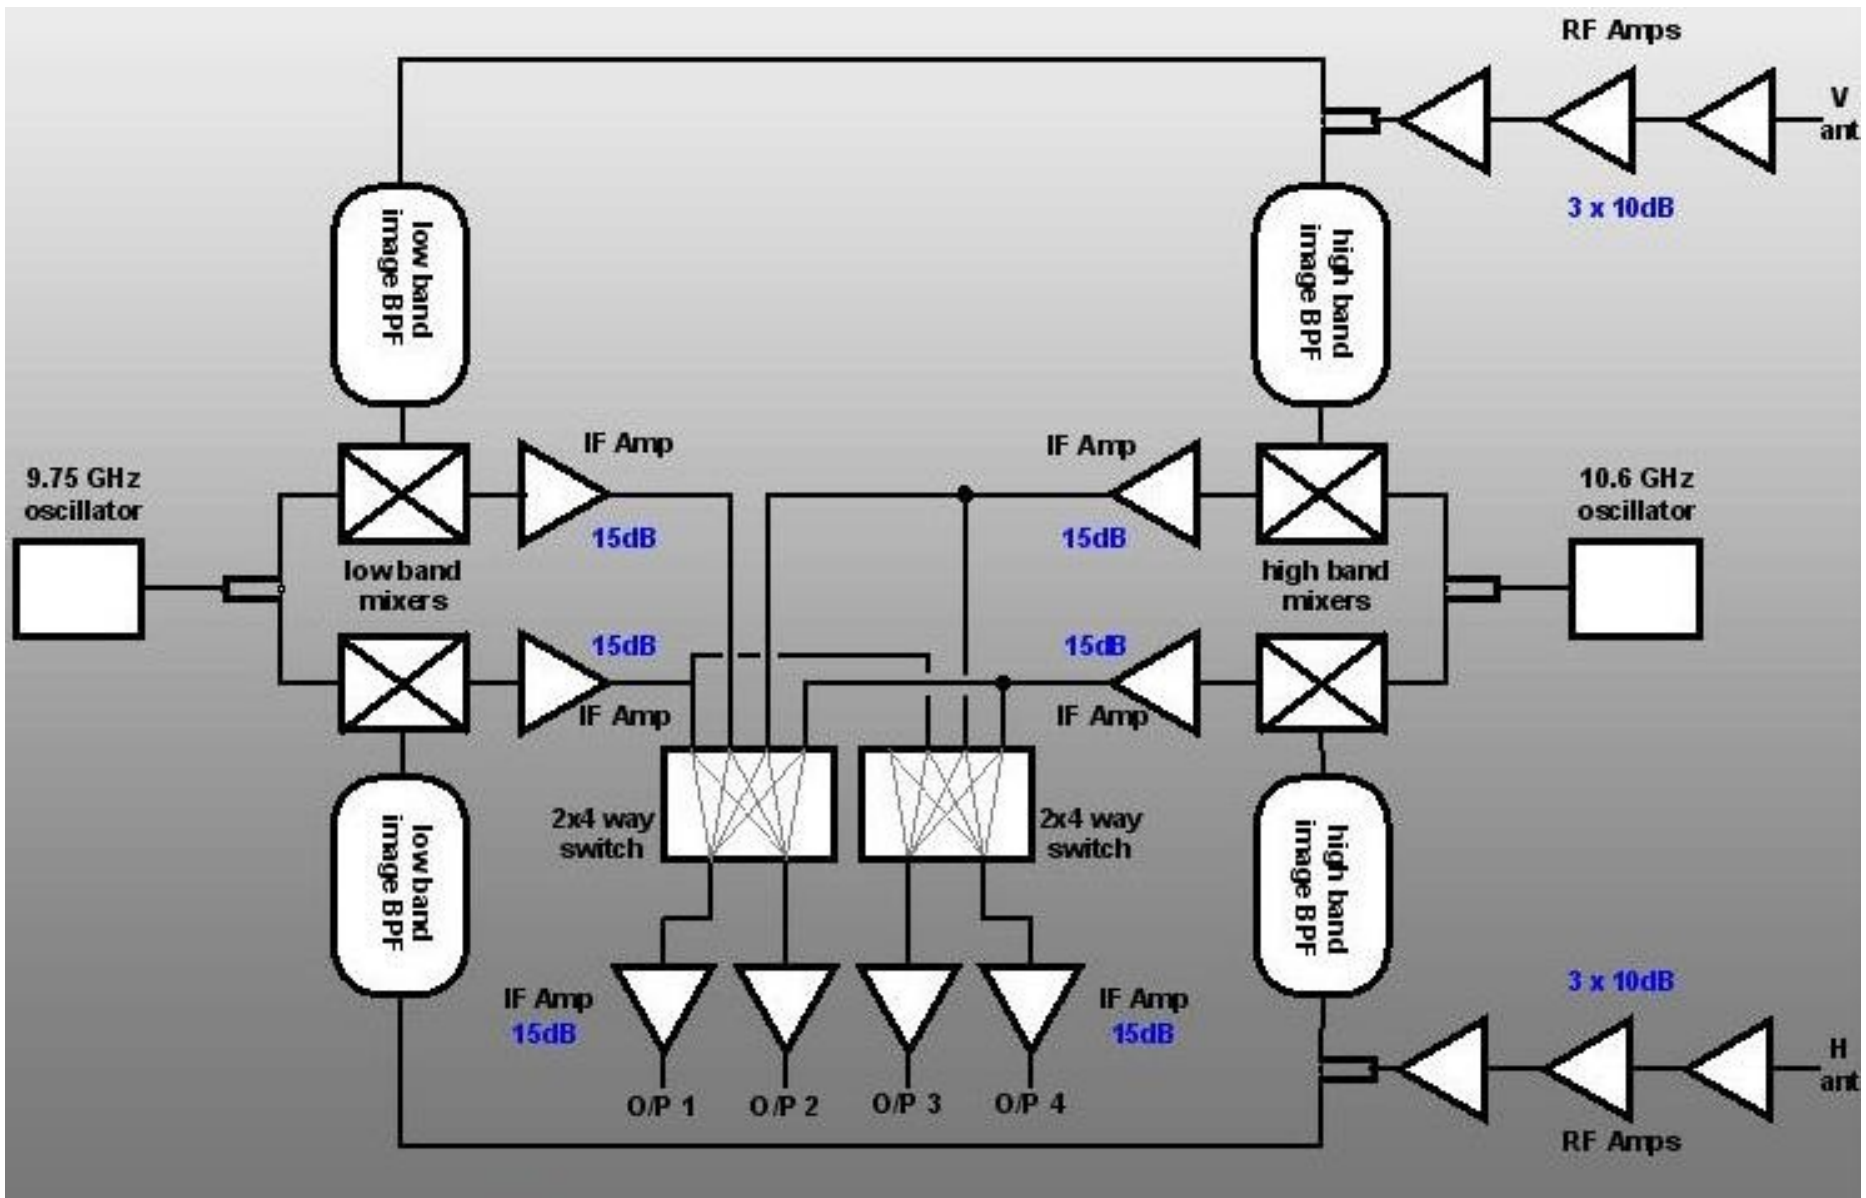 RF Amps
V
ant
3 x 10dB
low band
image BPF
high band
image BPF
IF Amp
IF Amp
9.75 GHz
oscillator
10.6 GHz
oscillator
15dB
15dB
low band
mixers
high band
mixers
15dB
15dB
IF Amp
IF Amp
2x4 way
switch
2x4 way
switch
low band
image BPF
high band
image BPF
IF Amp
15dB
IF Amp
15dB
3 x 10dB
H
ant
O/P 1
O/P 2
O/P 3
O/P 4
RF Amps